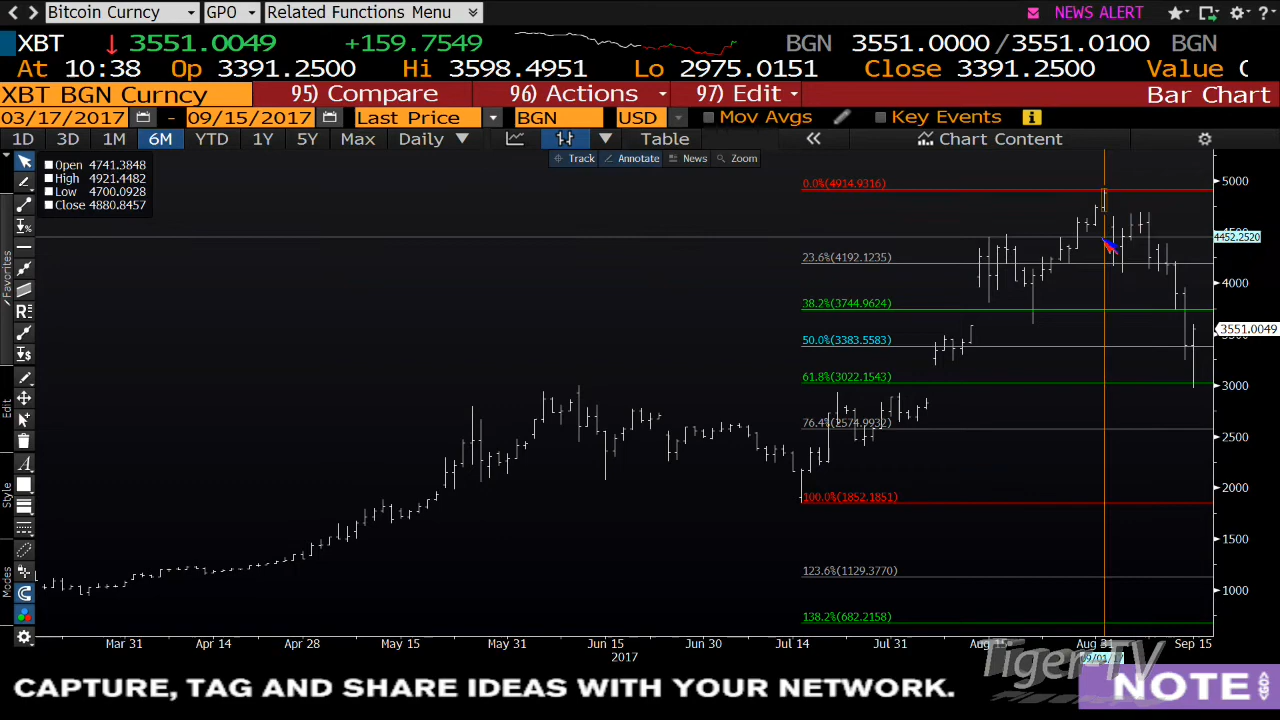 Bitcoin Curncy GPO Related Functions Menu NEWS ALERT
XBT 3551.0049 +159.7549 BGN 3551.0000/3551.0100 BGN
At 10:38 Op 3391.2500 Hi 3598.4951 Lo 2975.0151 Close 3391.2500 Value
XBT BGN Curncy 95) Compare 96) Actions 97) Edit Bar Chart
03/17/2017 - 09/15/2017 Last Price BGN USD Mov Avgs Key Events
1D 3D 1M 6M YTD 1Y 5Y Max Daily Table Chart Content
Track Annotate News Zoom
Open 4741.3848
High 4921.4482
Low 4700.0928
Close 4880.8457
0.0%(4914.9316)
23.6%(4192.1235)
38.2%(3744.9624)
50.0%(3383.5583)
61.8%(3022.1543)
76.4%(2574.9932)
100.0%(1852.1851)
123.6%(1129.3770)
138.2%(682.2158)
5000
4452.2520
4000
3551.0049
3000
2500
2000
1500
1000
Favorites
Edit
Style
Modes
Mar 31 Apr 14 Apr 28 May 15 May 31 Jun 15 Jun 30 Jul 14 Jul 31 Aug 15 Aug 31 Sep 15
2017
Tiger-TV
CAPTURE, TAG AND SHARE IDEAS WITH YOUR NETWORK. NOTE